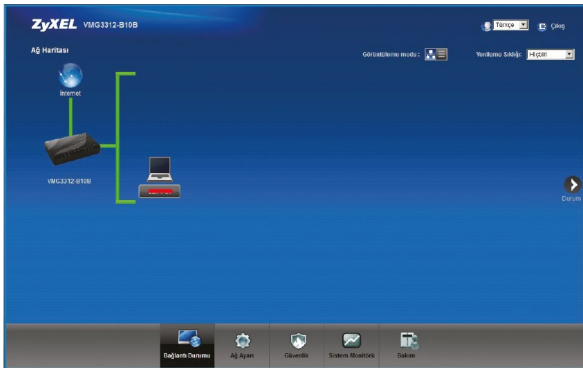 ZyXEL VMG3312-B10B
Türkçe
Çıkış
Ağ Haritası
Görüntüleme modu :
Yenileme Sıklığı: Hiçbiri
İnternet
VMG3312-B10B
Durum
Bağlantı Durumu
Ağ Ayarı
Güvenlik
Sistem Monitörü
Bakım